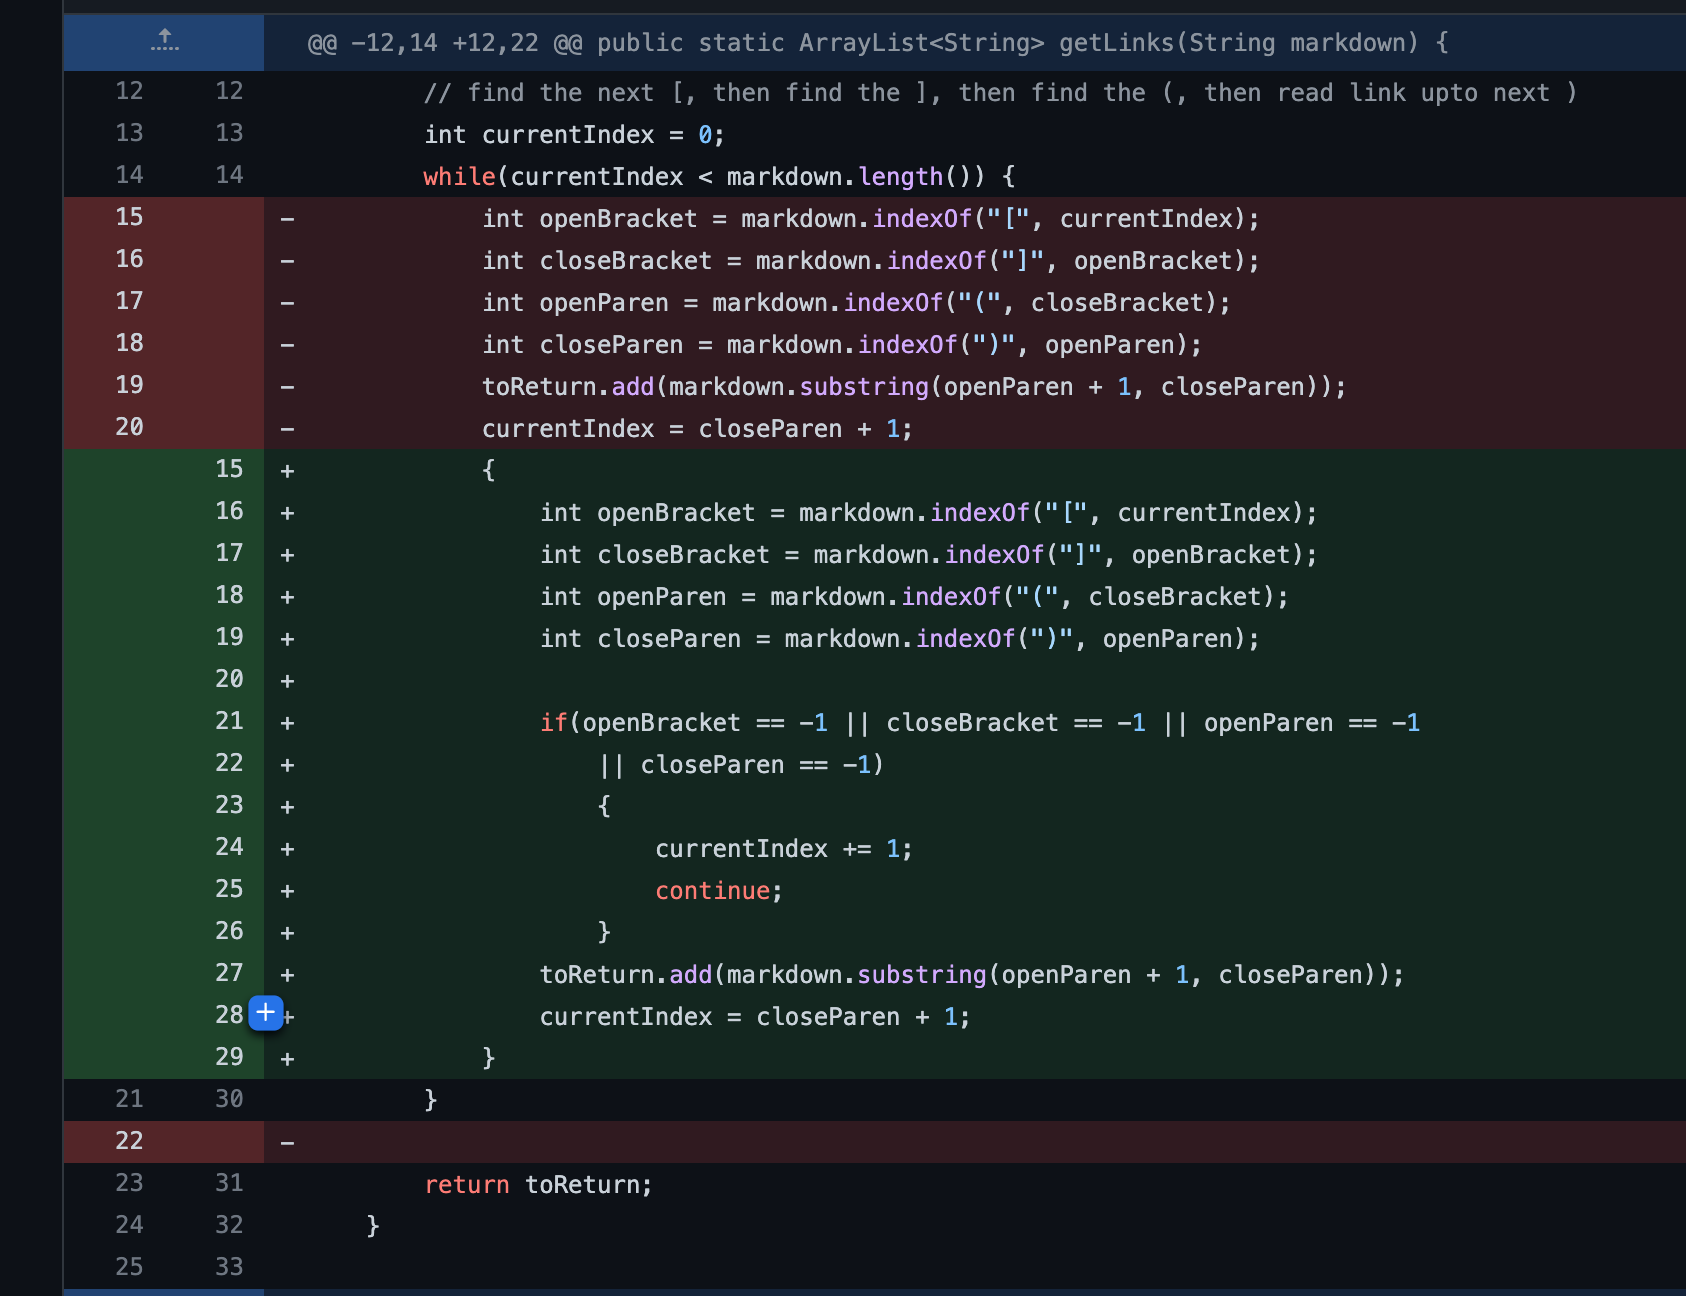 @@ -12,14 +12,22 @@ public static ArrayList<String> getLinks(String markdown) {
12 12 // find the next [, then find the ], then find the (, then read link upto next )
13 13 int currentIndex = 0;
14 14 while(currentIndex < markdown.length()) {
15 - int openBracket = markdown.indexOf("[", currentIndex);
16 - int closeBracket = markdown.indexOf("]", openBracket);
17 - int openParen = markdown.indexOf("(", closeBracket);
18 - int closeParen = markdown.indexOf(")", openParen);
19 - toReturn.add(markdown.substring(openParen + 1, closeParen));
20 - currentIndex = closeParen + 1;
15 + {
16 + int openBracket = markdown.indexOf("[", currentIndex);
17 + int closeBracket = markdown.indexOf("]", openBracket);
18 + int openParen = markdown.indexOf("(", closeBracket);
19 + int closeParen = markdown.indexOf(")", openParen);
20 +
21 + if(openBracket == -1 || closeBracket == -1 || openParen == -1
22 + || closeParen == -1)
23 + {
24 + currentIndex += 1;
25 + continue;
26 + }
27 + toReturn.add(markdown.substring(openParen + 1, closeParen));
28 + currentIndex = closeParen + 1;
29 + }
21 30 }
22 -
23 31 return toReturn;
24 32 }
25 33